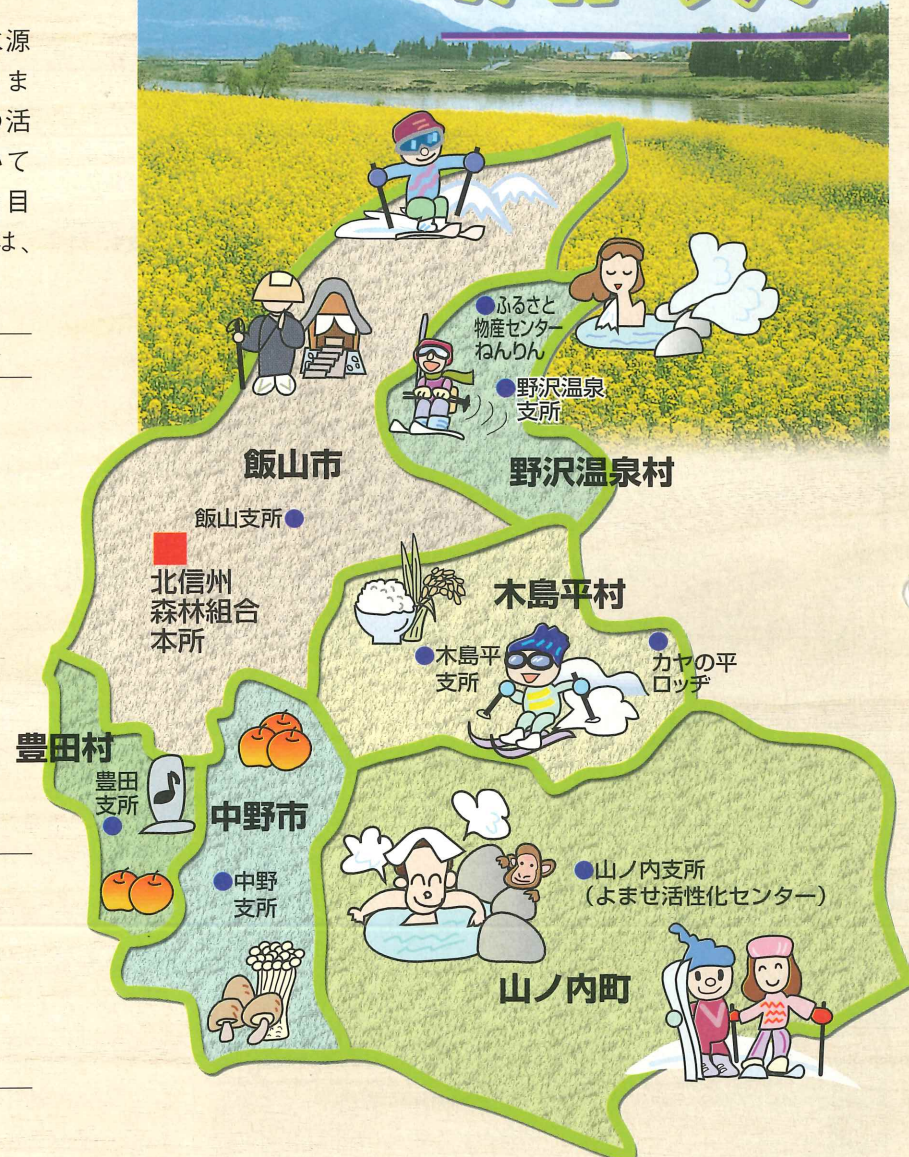 源
ま
活
て
目
は、
ふるさと
物産センター
ねんりん
野沢温泉
支所
飯山市
野沢温泉村
飯山支所
北信州
森林組合
本所
木島平村
木島平
支所
カヤの平
ロッヂ
豊田村
豊田
支所
中野市
中野
支所
山ノ内支所
（よませ活性化センター）
山ノ内町